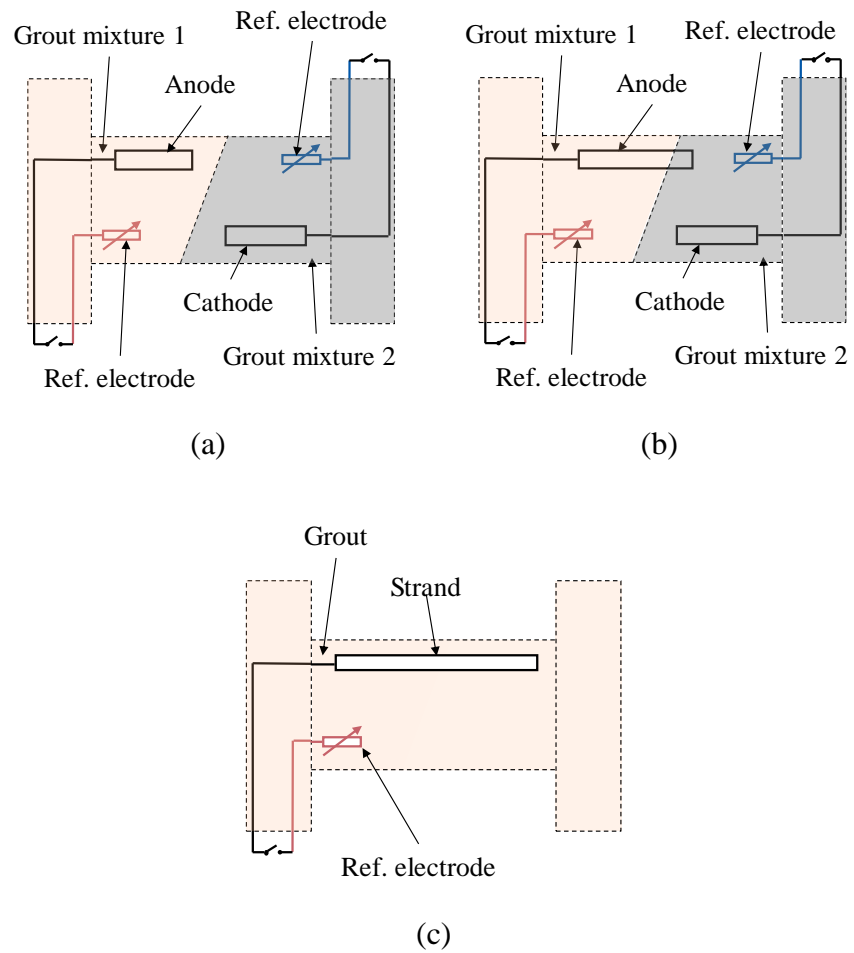 Grout mixture 1
Ref. electrode
Anode
Cathode
Grout mixture 2
Ref. electrode
(a)
Grout mixture 1
Ref. electrode
Anode
Cathode
Grout mixture 2
Ref. electrode
(b)
Grout
Strand
Ref. electrode
(c)